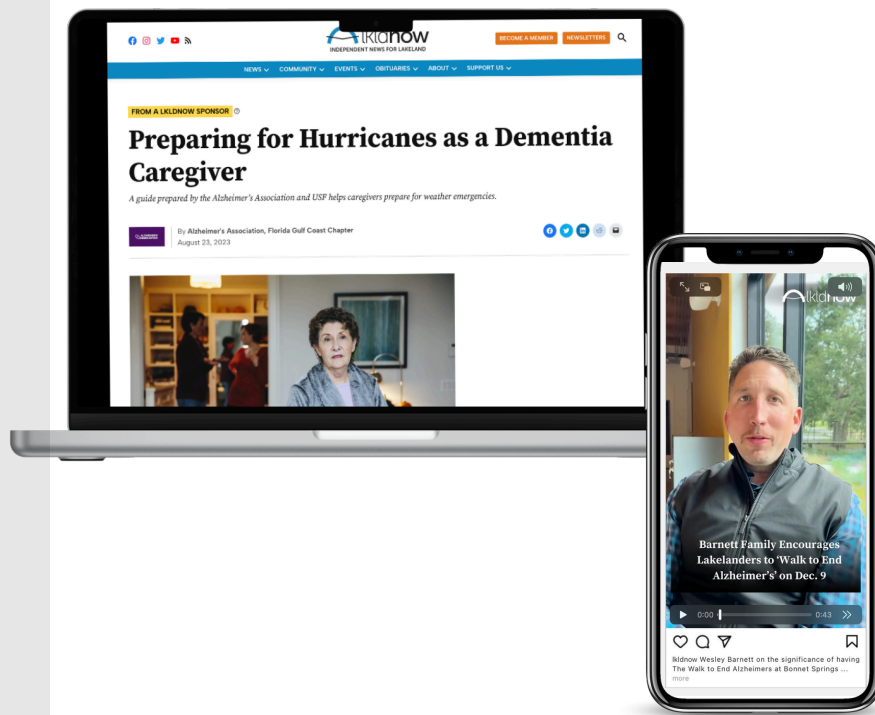 lkldnow
INDEPENDENT NEWS FOR LAKELAND
BECOME A MEMBER
NEWSLETTERS
NEWS COMMUNITY EVENTS OBITUARIES ABOUT SUPPORT US
FROM A LKLDNOW SPONSOR
Preparing for Hurricanes as a Dementia
Caregiver
A guide prepared by the Alzheimer's Association and USF helps caregivers prepare for weather emergencies.
By Alzheimer's Association, Florida Gulf Coast Chapter
August 23, 2023
lkldnow
Barnett Family Encourages
Lakelanders to 'Walk to End
Alzheimer's' on Dec. 9
0:00
0:43
lkldnow Wesley Barnett on the significance of having
The Walk to End Alzheimers at Bonnet Springs ...
more